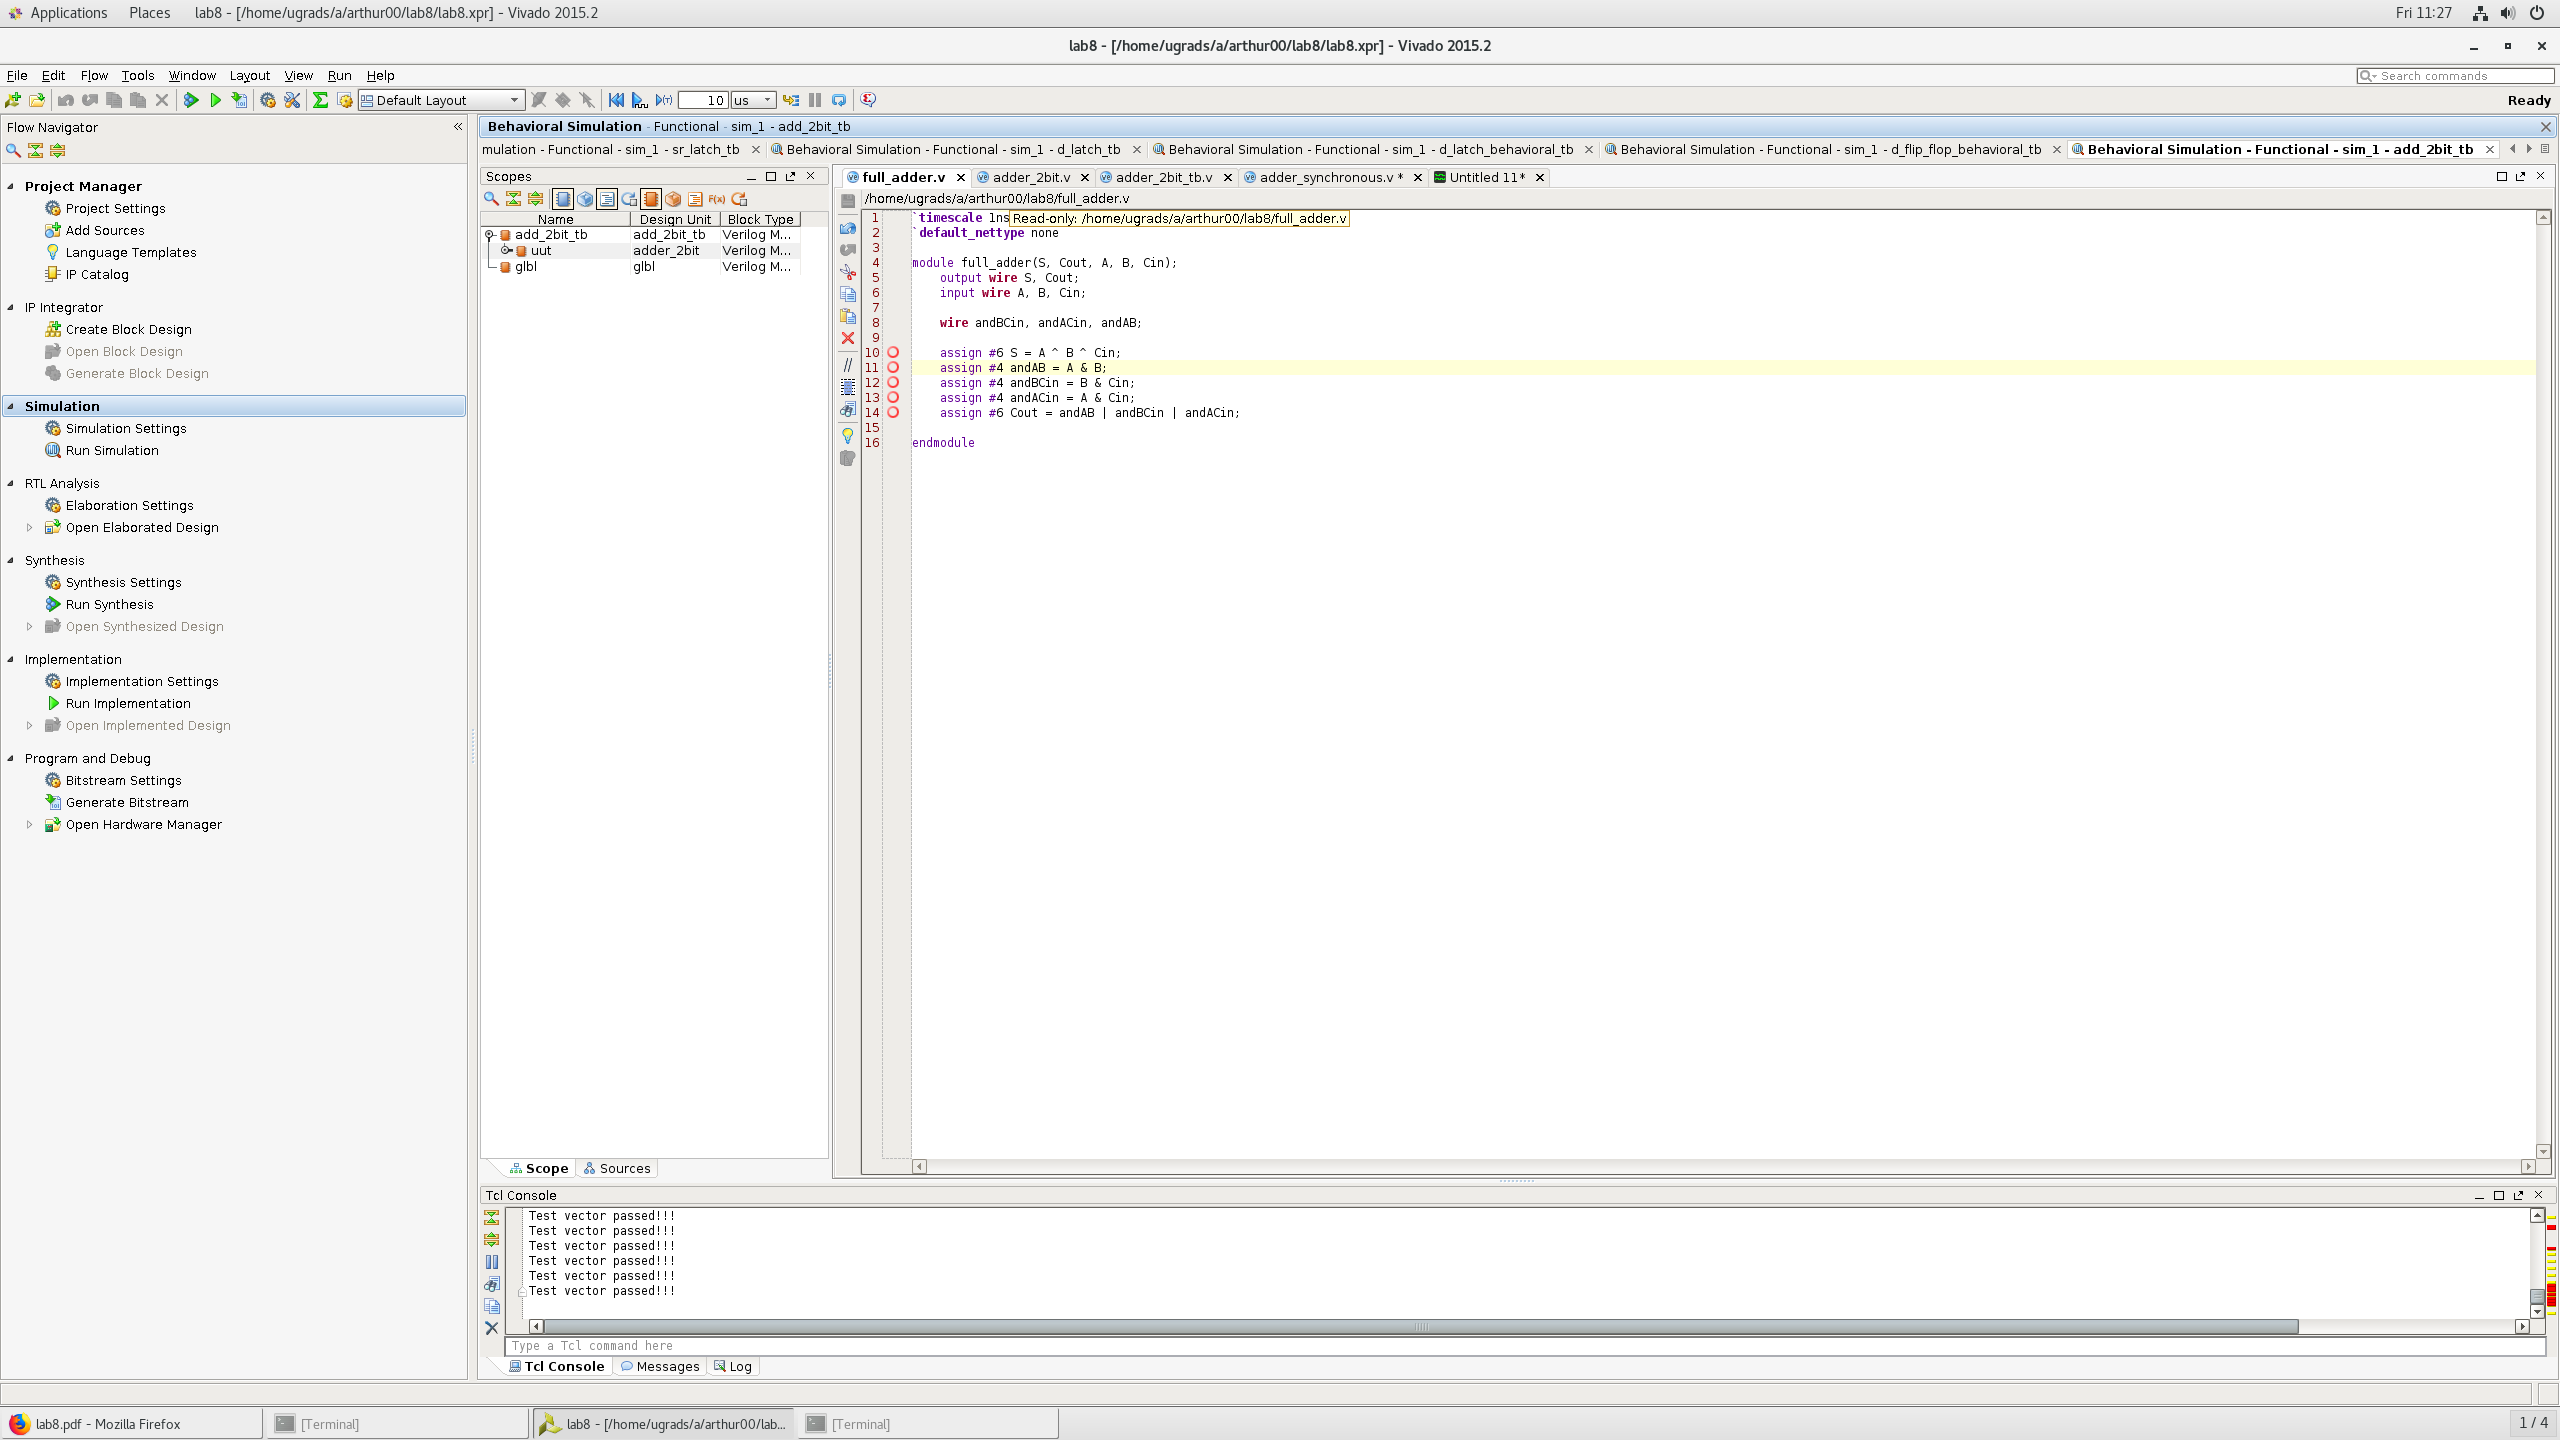 Applications Places lab8 - [/home/ugrads/a/arthur00/lab8/lab8.xpr] - Vivado 2015.2 Fri 11:27
lab8 - [/home/ugrads/a/arthur00/lab8/lab8.xpr] - Vivado 2015.2
File Edit Flow Tools Window Layout View Run Help Search commands
Default Layout 10 us Ready
Flow Navigator
Project Manager
Project Settings
Add Sources
Language Templates
IP Catalog
IP Integrator
Create Block Design
Open Block Design
Generate Block Design
Simulation
Simulation Settings
Run Simulation
RTL Analysis
Elaboration Settings
Open Elaborated Design
Synthesis
Synthesis Settings
Run Synthesis
Open Synthesized Design
Implementation
Implementation Settings
Run Implementation
Open Implemented Design
Program and Debug
Bitstream Settings
Generate Bitstream
Open Hardware Manager
Behavioral Simulation - Functional - sim_1 - add_2bit_tb
mulation - Functional - sim_1 - sr_latch_tb Behavioral Simulation - Functional - sim_1 - d_latch_tb Behavioral Simulation - Functional - sim_1 - d_latch_behavioral_tb Behavioral Simulation - Functional - sim_1 - d_flip_flop_behavioral_tb Behavioral Simulation - Functional - sim_1 - add_2bit_tb
Scopes
Name Design Unit Block Type
add_2bit_tb add_2bit_tb Verilog M...
uut adder_2bit Verilog M...
glbl glbl Verilog M...
Scope Sources
full_adder.v adder_2bit.v adder_2bit_tb.v adder_synchronous.v * Untitled 11*
/home/ugrads/a/arthur00/lab8/full_adder.v
1 `timescale 1ns Read-only: /home/ugrads/a/arthur00/lab8/full_adder.v
2 `default_nettype none
3
4 module full_adder(S, Cout, A, B, Cin);
5 output wire S, Cout;
6 input wire A, B, Cin;
7
8 wire andBCin, andACin, andAB;
9
10 assign #6 S = A ^ B ^ Cin;
11 assign #4 andAB = A & B;
12 assign #4 andBCin = B & Cin;
13 assign #4 andACin = A & Cin;
14 assign #6 Cout = andAB | andBCin | andACin;
15
16 endmodule
Tcl Console
Test vector passed!!!
Test vector passed!!!
Test vector passed!!!
Test vector passed!!!
Test vector passed!!!
Test vector passed!!!
Type a Tcl command here
Tcl Console Messages Log
lab8.pdf - Mozilla Firefox [Terminal] lab8 - [/home/ugrads/a/arthur00/lab... [Terminal] 1 / 4